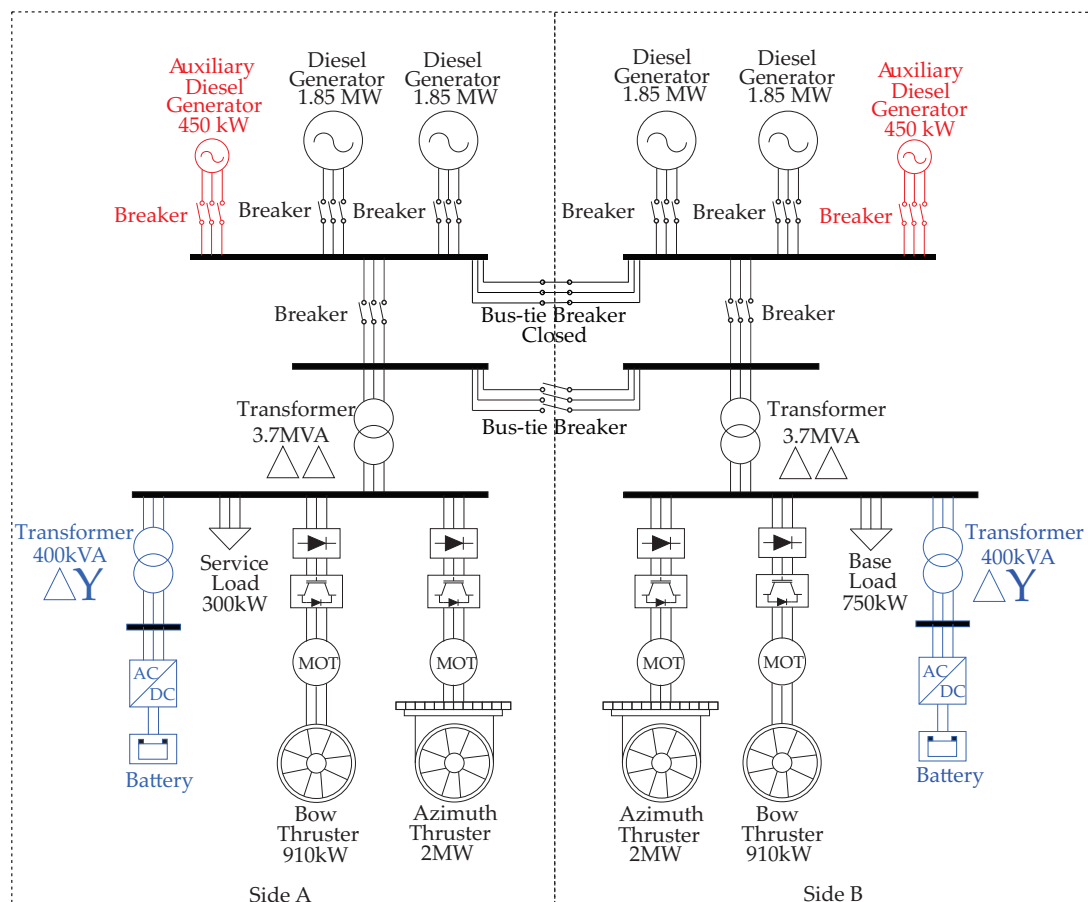 Auxiliary
Diesel
Generator
450 kW
Diesel
Generator
1.85 MW
Diesel
Generator
1.85 MW
Diesel
Generator
1.85 MW
Diesel
Generator
1.85 MW
Auxiliary
Diesel
Generator
450 kW
Breaker
Breaker
Breaker
Breaker
Breaker
Breaker
Breaker
Bus-tie Breaker
Closed
Breaker
Transformer
3.7MVA
Bus-tie Breaker
Transformer
3.7MVA
Transformer
400kVA
Y
Service
Load
300kW
Base
Load
750kW
Transformer
400kVA
Y
AC
DC
MOT
MOT
MOT
MOT
AC
DC
Battery
Battery
Bow
Thruster
910kW
Azimuth
Thruster
2MW
Azimuth
Thruster
2MW
Bow
Thruster
910kW
Side A
Side B